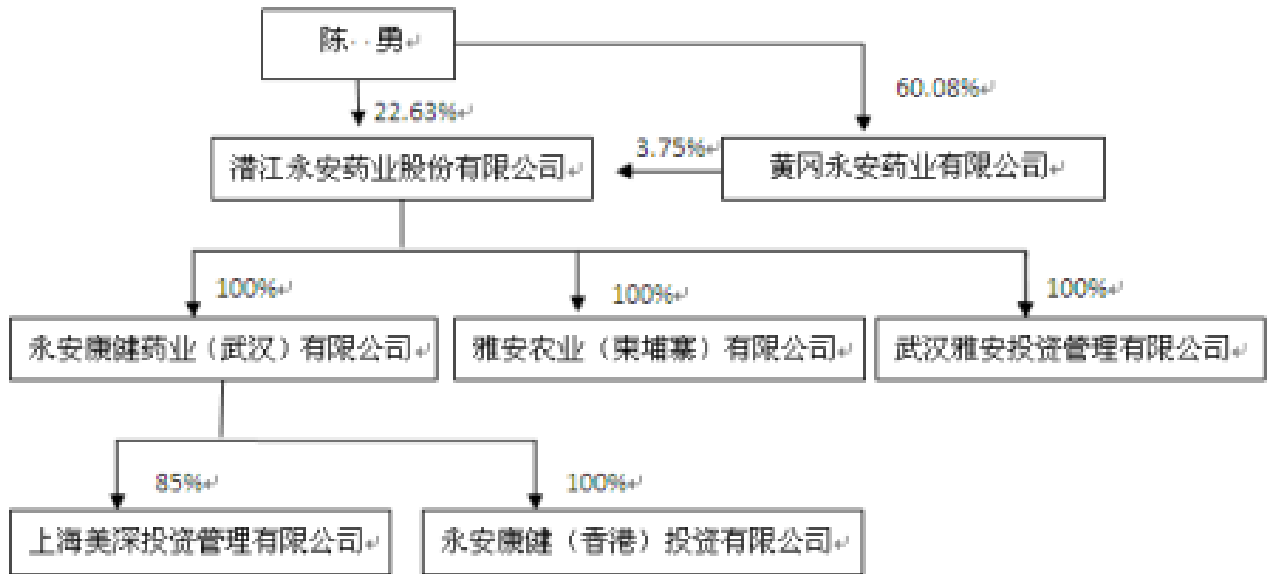 陈··勇↵
60.08%↵
22.63%↵
3.75%↵
潜江永安药业股份有限公司↵
黄冈永安药业有限公司↵
100%↵
100%↵
100%↵
永安康健药业（武汉）有限公司↵
雅安农业（柬埔寨）有限公司↵
武汉雅安投资管理有限公司↵
85%↵
100%↵
上海美深投资管理有限公司↵
永安康健（香港）投资有限公司↵